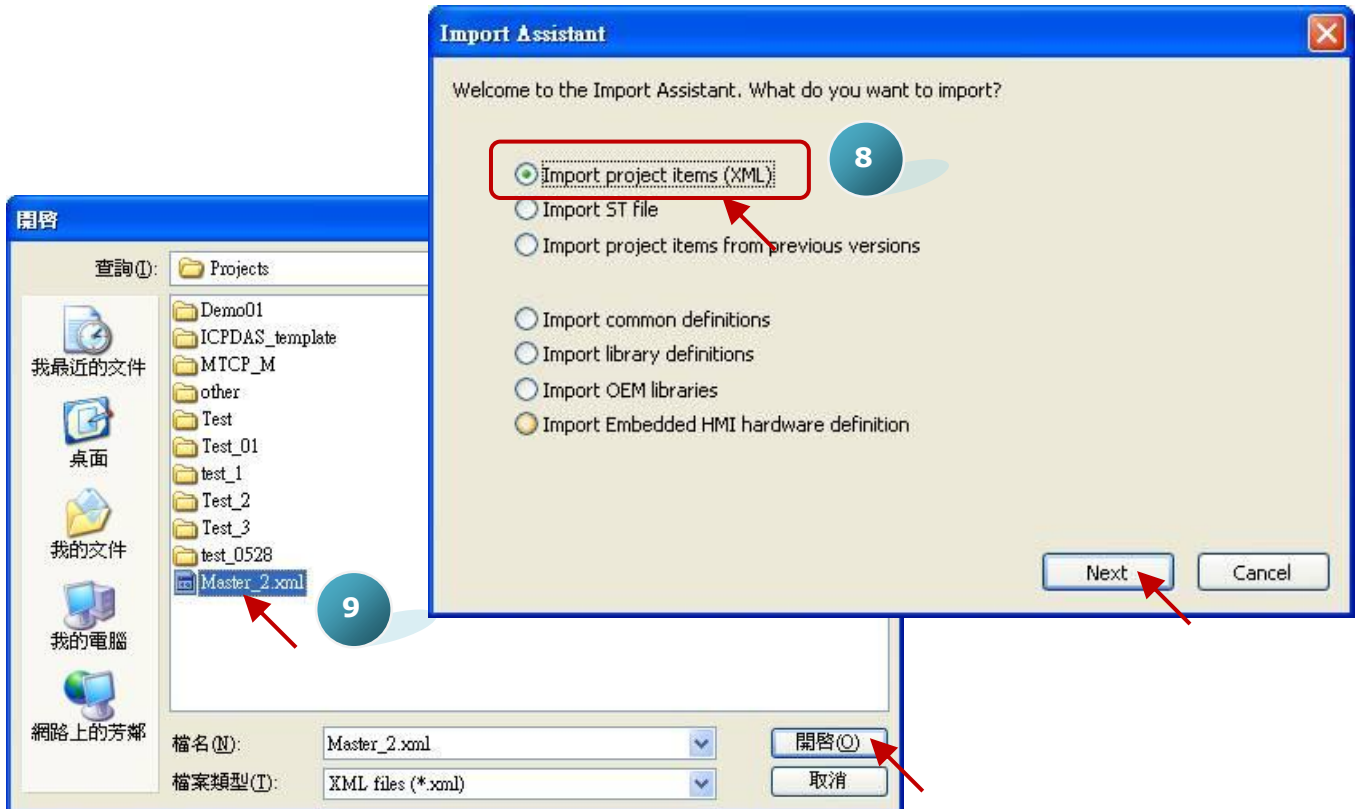 Import Assistant
Welcome to the Import Assistant. What do you want to import?
Import project items (XML)
8
Import ST file
Import project items from previous versions
Import common definitions
Import library definitions
Import OEM libraries
Import Embedded HMI hardware definition
Next
Cancel
開啓
查詢(I):
Projects
我最近的文件
桌面
我的文件
我的電腦
網路上的芳鄰
Demo01
ICPDAS_template
MTCP_M
other
Test
Test_01
test_1
Test_2
Test_3
test_0528
Master_2.xml
9
檔名(N):
Master_2.xml
開啓(O)
檔案類型(T):
XML files (*.xml)
取消